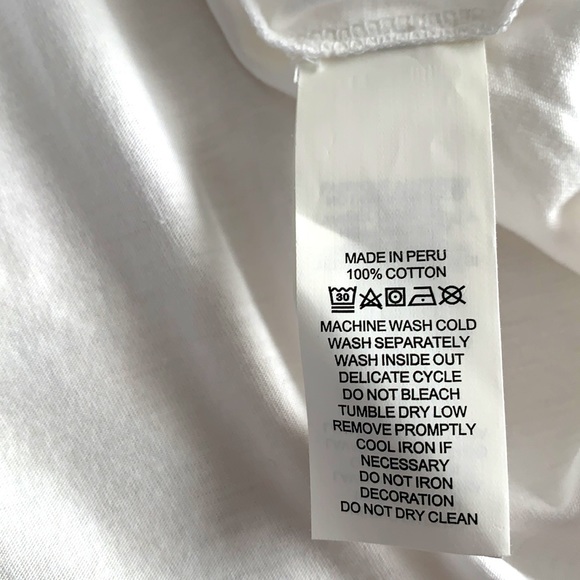 MADE IN PERU
100% COTTON
30
MACHINE WASH COLD
WASH SEPARATELY
WASH INSIDE OUT
DELICATE CYCLE
DO NOT BLEACH
TUMBLE DRY LOW
REMOVE PROMPTLY
COOL IRON IF
NECESSARY
DO NOT IRON
DECORATION
DO NOT DRY CLEAN